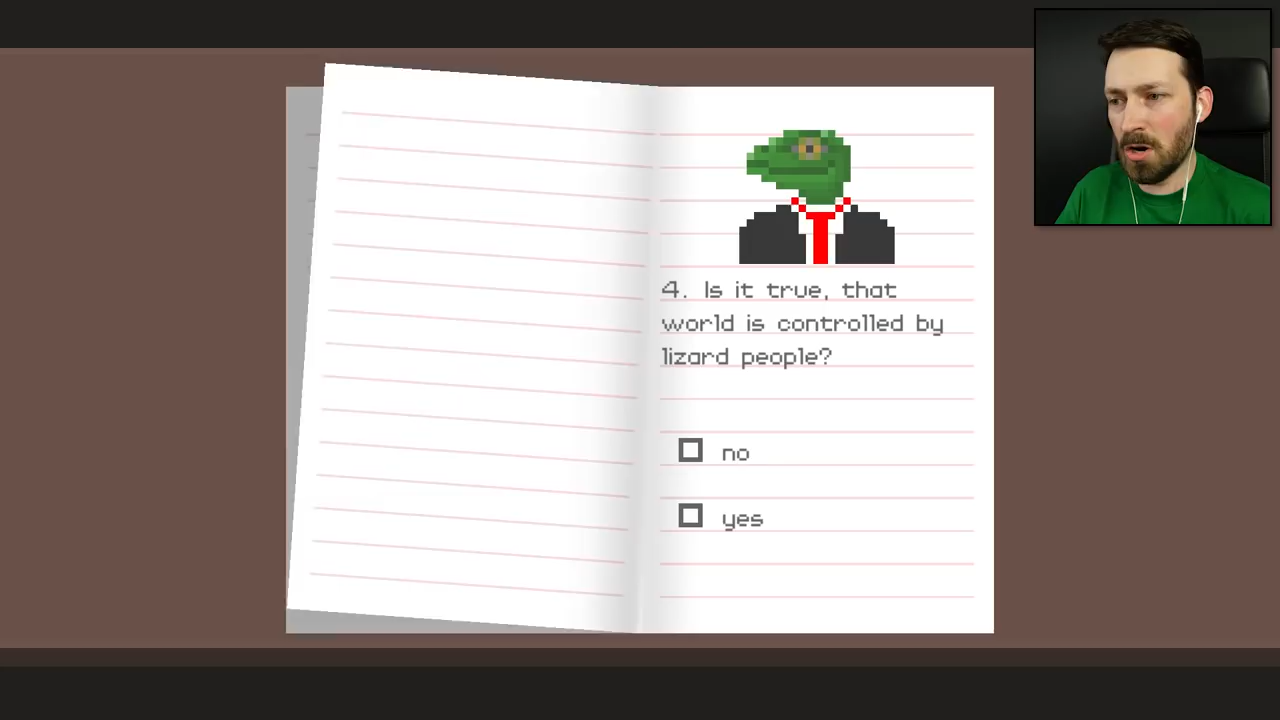 4. Is it true, that
world is controlled by
lizard people?
no
yes